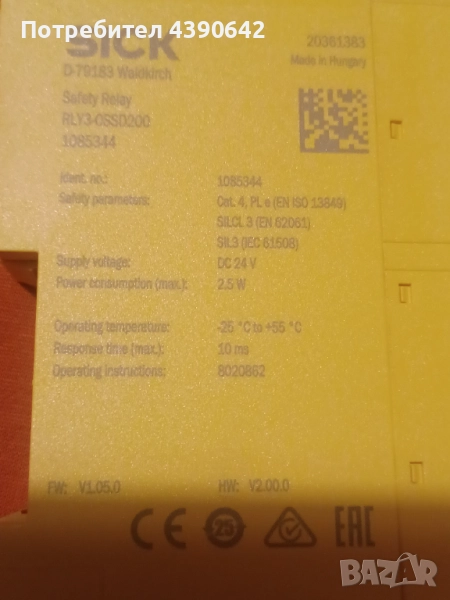 Потребител 4390642
SICK
20361383
D-79183 Waldkirch
Made in Hungary
Safety Relay
RLY3-OSSD200
1085344
Ident. no.: 1085344
Safety parameters: Cat. 4, PL e (EN ISO 13849)
SILCL 3 (EN 62061)
SIL3 (IEC 61508)
Supply voltage: DC 24 V
Power consumption (max.): 2.5 W
Operating temperature: -25 °C to +55 °C
Response time (max.): 10 ms
Operating instructions: 8020862
FW: V1.05.0
HW: V2.00.0
CE
25
EAC
BAZAR